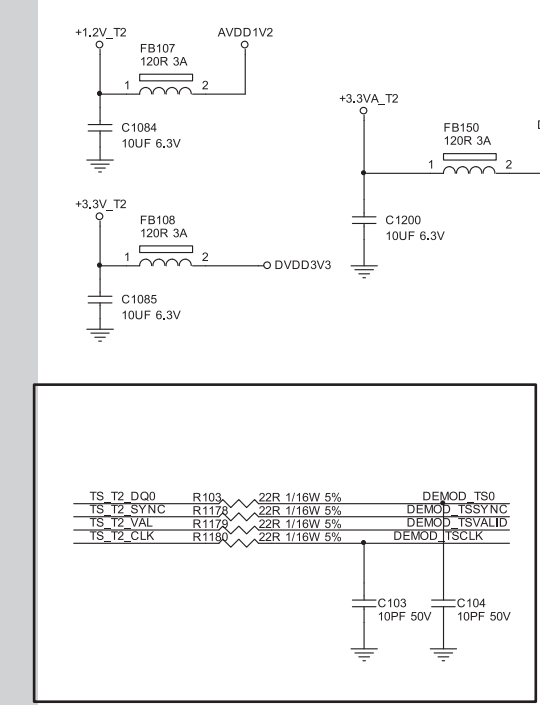 +1.2V_T2
AVDD1V2
FB107
120R 3A
1
2
C1084
10UF 6.3V
+3.3VA_T2
FB150
120R 3A
1
2
C1200
10UF 6.3V
+3.3V_T2
FB108
120R 3A
1
2
DVDD3V3
C1085
10UF 6.3V
TS_T2_DQ0 R103 22R 1/16W 5% DEMOD_TS0
TS_T2_SYNC R1178 22R 1/16W 5% DEMOD_TSSYNC
TS_T2_VAL R1179 22R 1/16W 5% DEMOD_TSVALID
TS_T2_CLK R1180 22R 1/16W 5% DEMOD_TSCLK
C103
10PF 50V
C104
10PF 50V